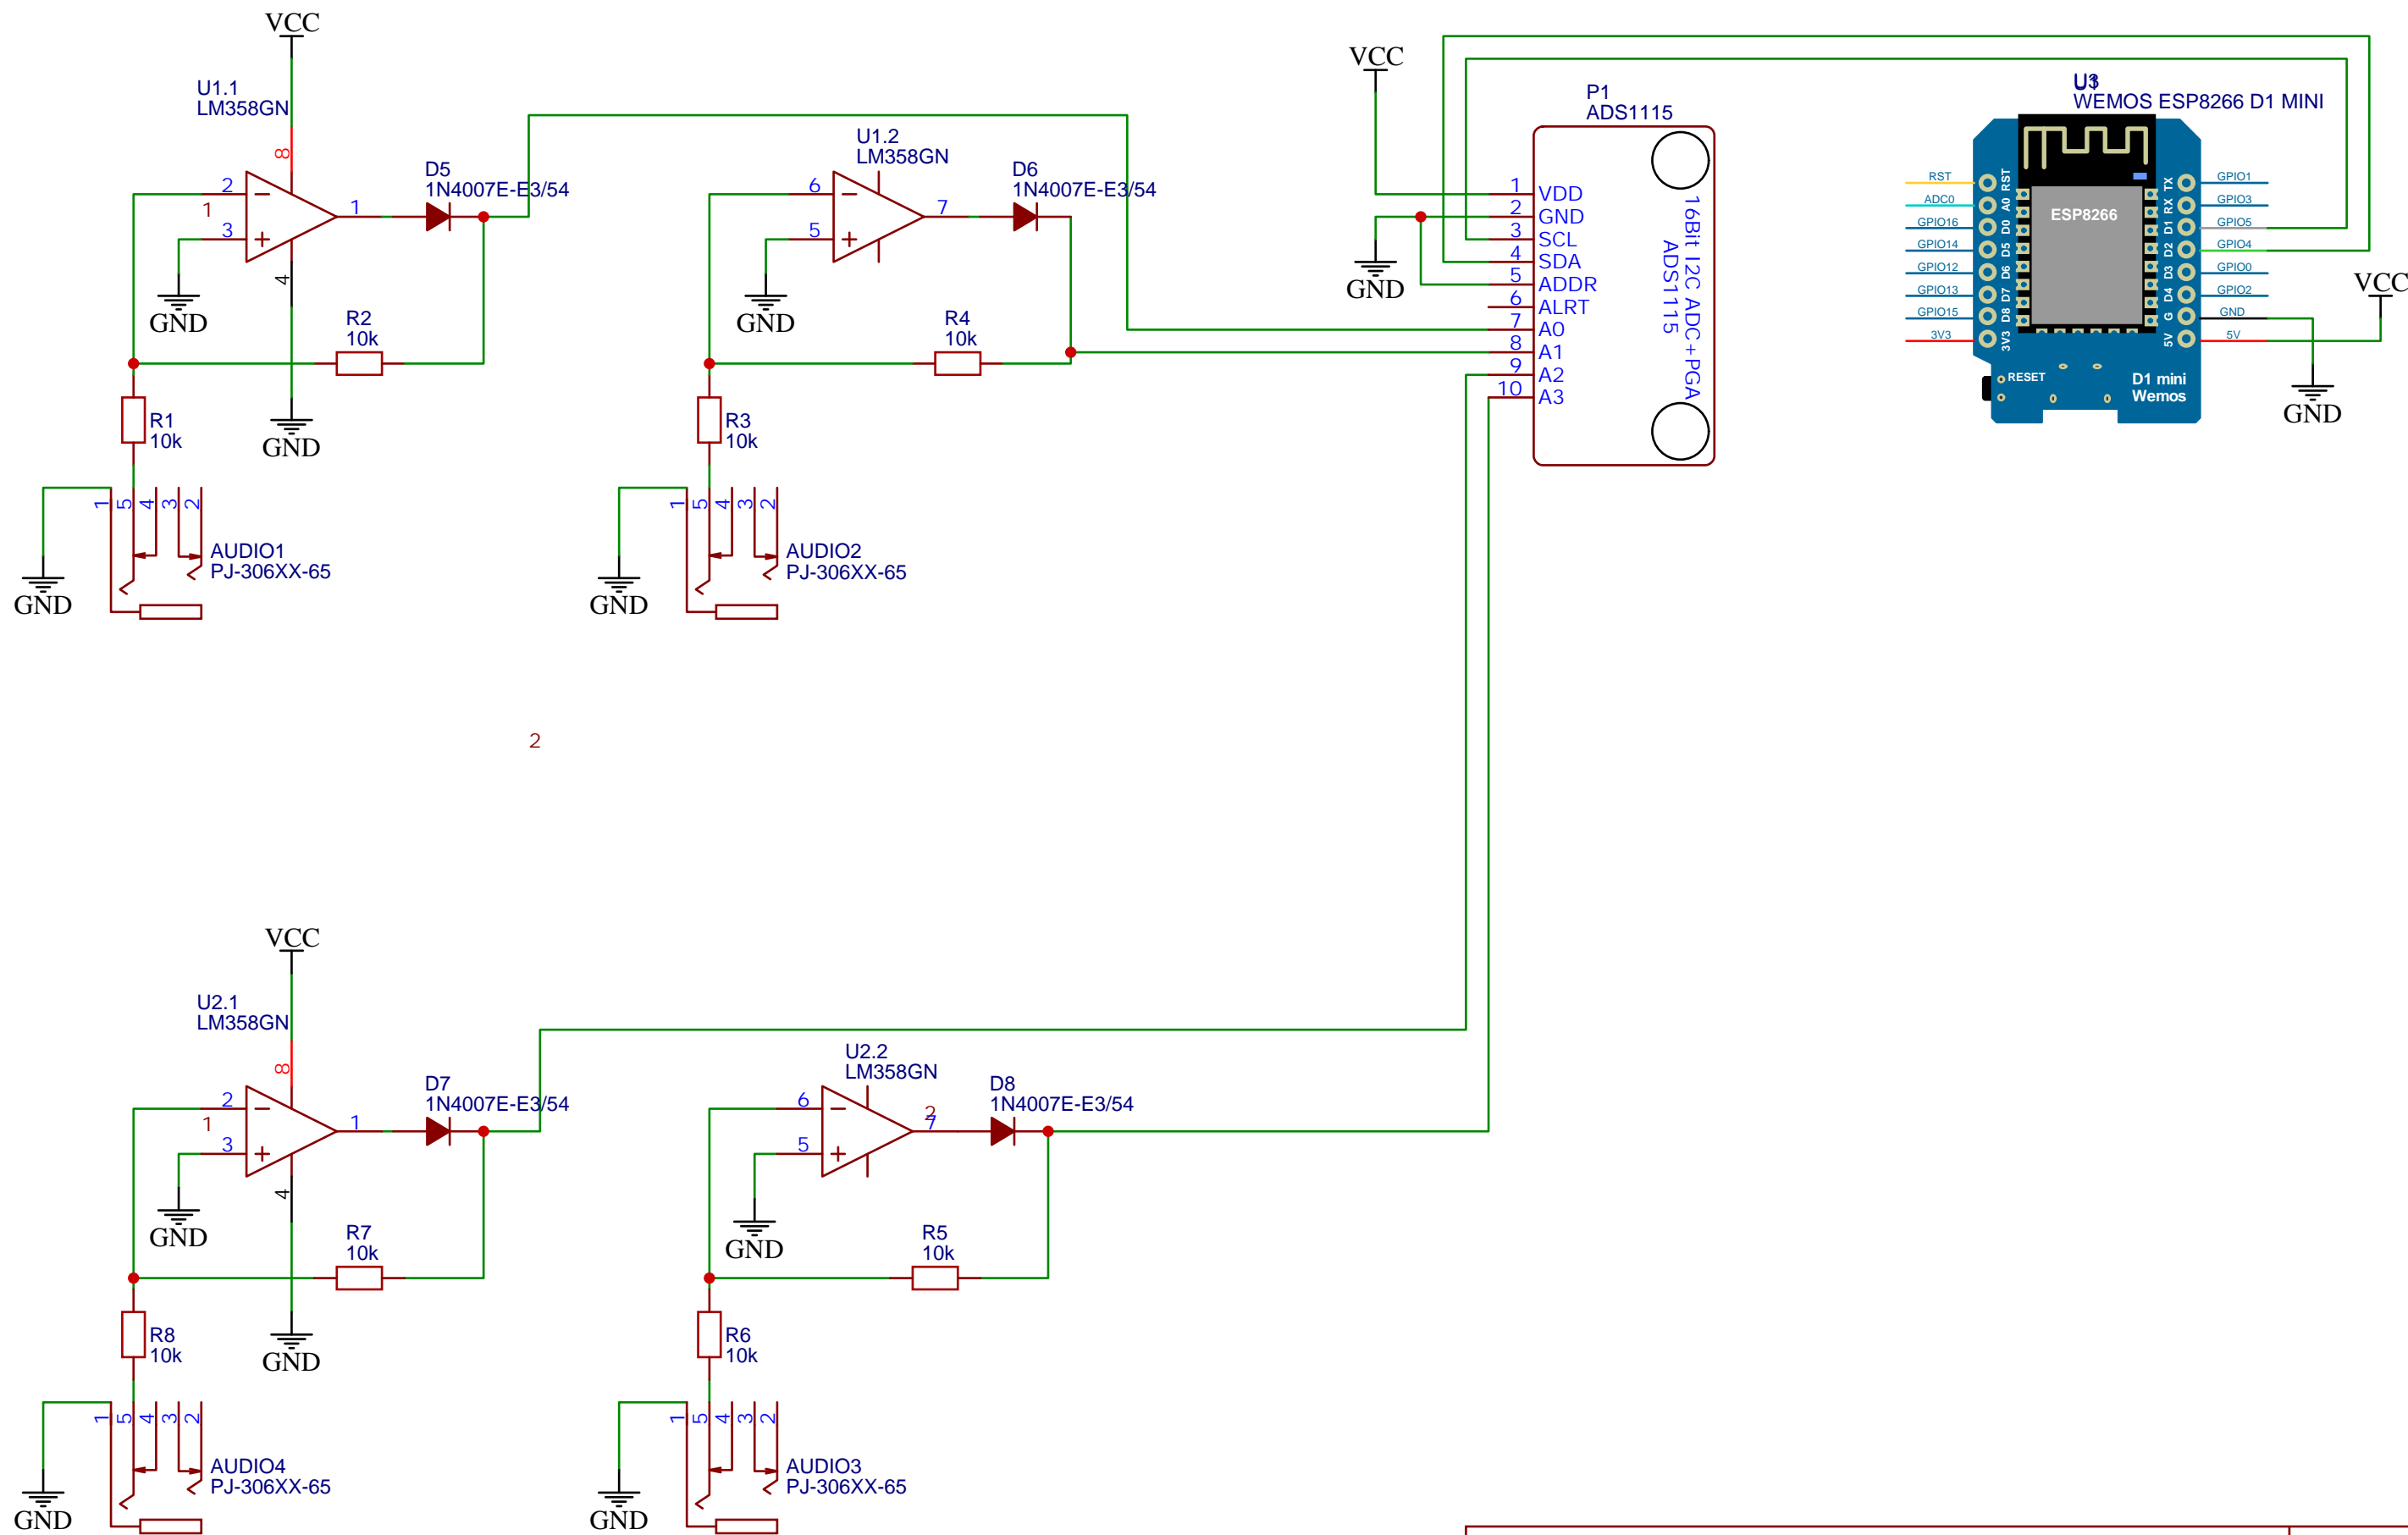 VCC
U1.1
LM358GN
8
2
1
3
1
4
GND
GND
D5
1N4007E-E3/54
R2
10k
R1
10k
1
5
4
3
2
AUDIO1
PJ-306XX-65
GND
U1.2
LM358GN
6
5
7
GND
D6
1N4007E-E3/54
R4
10k
R3
10k
1
5
4
3
2
AUDIO2
PJ-306XX-65
GND
VCC
GND
P1
ADS1115
1 VDD
2 GND
3 SCL
4 SDA
5 ADDR
6 ALRT
7 A0
8 A1
9 A2
10 A3
16Bit I2C ADC+PGA
ADS1115
WEMOS ESP8266 D1 MINI
RST
ADC0
GPIO16
GPIO14
GPIO12
GPIO13
GPIO15
3V3
RST
A0
D0
D5
D6
D7
D8
3V3
ESP8266
RESET
D1 mini
Wemos
TX
RX
D1
D2
D3
D4
G
5V
GPIO1
GPIO3
GPIO5
GPIO4
GPIO0
GPIO2
GND
5V
VCC
GND
2
VCC
U2.1
LM358GN
8
2
1
3
1
4
GND
GND
D7
1N4007E-E3/54
R7
10k
R8
10k
1
5
4
3
2
AUDIO4
PJ-306XX-65
GND
U2.2
LM358GN
6
5
2
7
GND
D8
1N4007E-E3/54
R5
10k
R6
10k
1
5
4
3
2
AUDIO3
PJ-306XX-65
GND